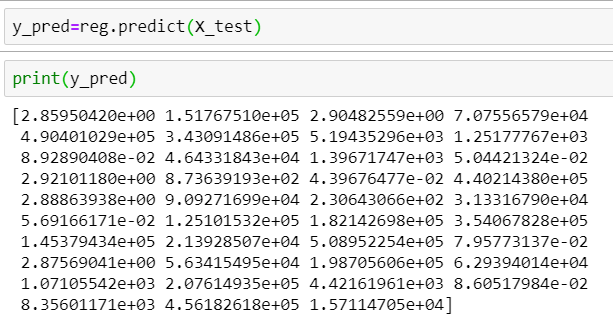 y_pred=reg.predict(X_test)
print(y_pred)
[2.85950420e+00 1.51767510e+05 2.90482559e+00 7.07556579e+04
4.90401029e+05 3.43091486e+05 5.19435296e+03 1.25177767e+03
8.92890408e-02 4.64331843e+04 1.39671747e+03 5.04421324e-02
2.92101180e+00 8.73639193e+02 4.39676477e-02 4.40214380e+05
2.88863938e+00 9.09271699e+04 2.30643066e+02 3.13316790e+04
5.69166171e-02 1.25101532e+05 1.82142698e+05 3.54067828e+05
1.45379434e+05 2.13928507e+04 5.08952254e+05 7.95773137e-02
2.87569041e+00 5.63415495e+04 1.98705606e+05 6.29394014e+04
1.07105542e+03 2.07614935e+05 4.42161961e+03 8.60517984e-02
8.35601171e+03 4.56182618e+05 1.57114705e+04]